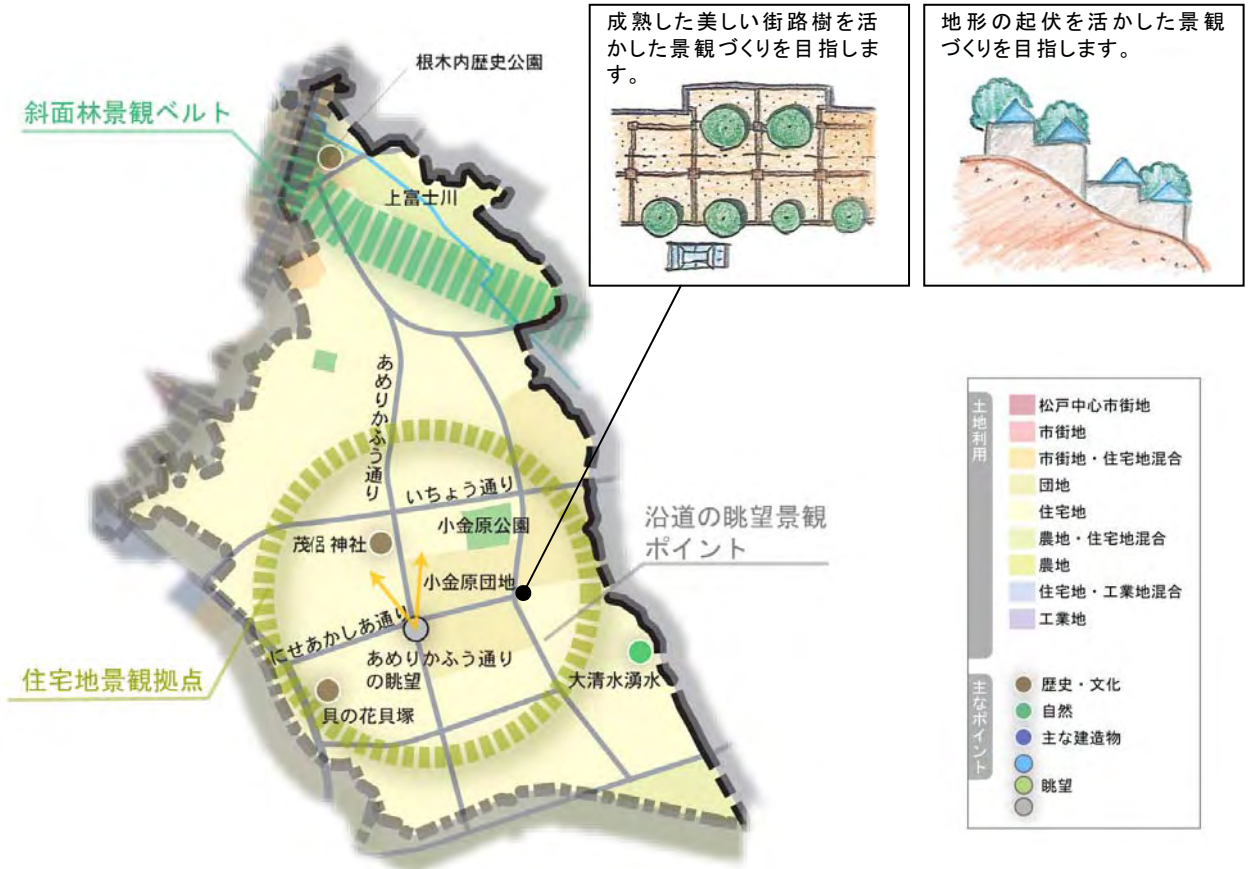 成熟した美しい街路樹を活
かした景観づくりを目指しま
す。
地形の起伏を活かした景観
づくりを目指します。
根木内歴史公園
斜面林景観ベルト
上富士川
あめりかふう通り
いちょう通り
小金原公園
沿道の眺望景観
ポイント
茂侶神社
小金原団地
にせあかしあ通り
あめりかふう通り
の眺望
大清水湧水
住宅地景観拠点
貝の花貝塚
土地利用
松戸中心市街地
市街地
市街地・住宅地混合
団地
住宅地
農地・住宅地混合
農地
住宅地・工業地混合
工業地
主なポイント
歴史・文化
自然
主な建造物
眺望